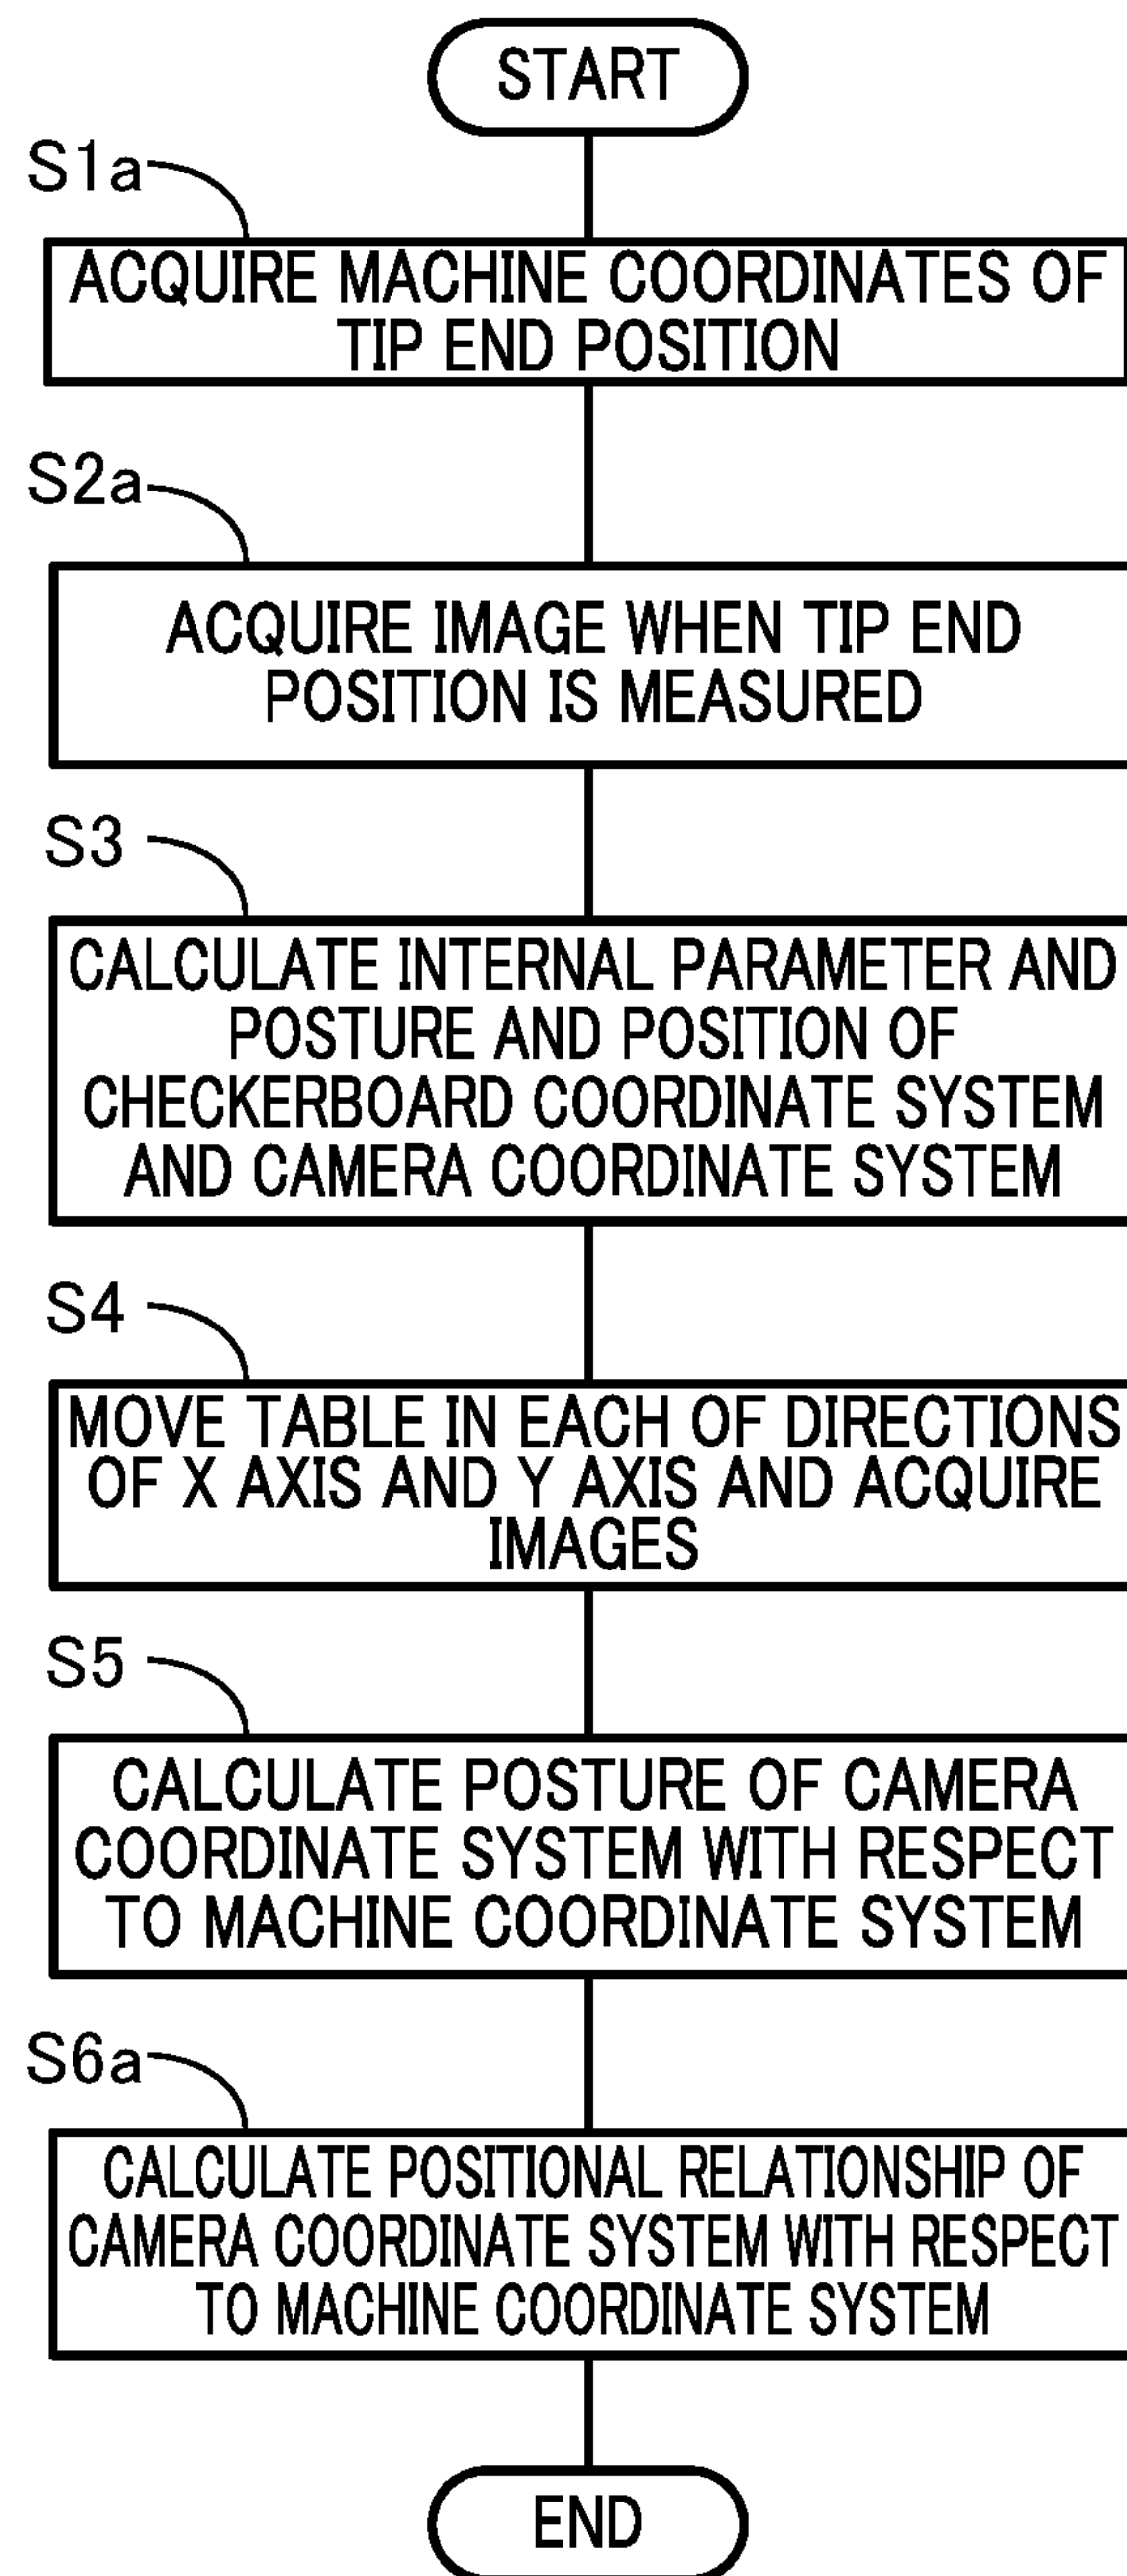 START
S1a
ACQUIRE MACHINE COORDINATES OF
TIP END POSITION
S2a
ACQUIRE IMAGE WHEN TIP END
POSITION IS MEASURED
S3
CALCULATE INTERNAL PARAMETER AND
POSTURE AND POSITION OF
CHECKERBOARD COORDINATE SYSTEM
AND CAMERA COORDINATE SYSTEM
S4
MOVE TABLE IN EACH OF DIRECTIONS
OF X AXIS AND Y AXIS AND ACQUIRE
IMAGES
S5
CALCULATE POSTURE OF CAMERA
COORDINATE SYSTEM WITH RESPECT
TO MACHINE COORDINATE SYSTEM
S6a
CALCULATE POSITIONAL RELATIONSHIP OF
CAMERA COORDINATE SYSTEM WITH RESPECT
TO MACHINE COORDINATE SYSTEM
END